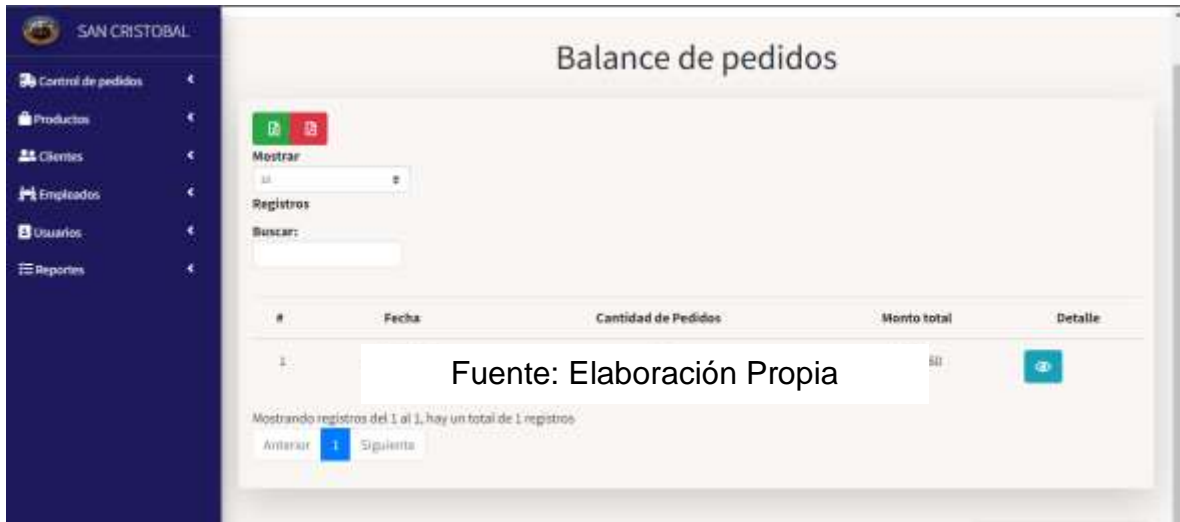 SAN CRISTOBAL
Control de pedidos
Productos
Clientes
Empleados
Usuarios
Reportes
Balance de pedidos
Mostrar
10
Registros
Buscar:
# Fecha Cantidad de Pedidos Monto total Detalle
1
Fuente: Elaboración Propia
Mostrando registros del 1 al 1, hay un total de 1 registros
Anterior 1 Siguiente